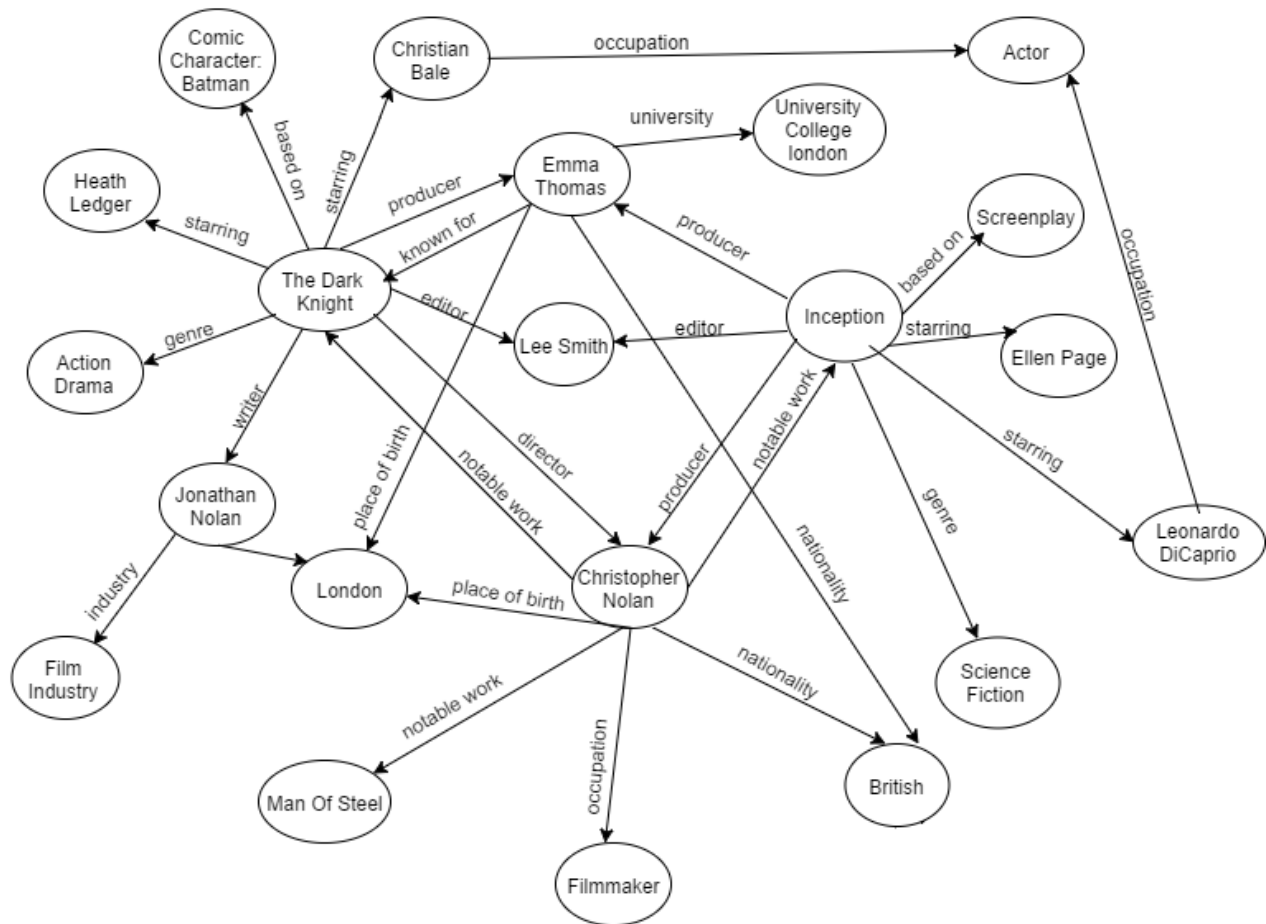 Comic
Character:
Batman
Christian
Bale
occupation
Actor
University
College
london
university
Emma
Thomas
Heath
Ledger
based on
starring
starring
producer
known for
producer
Screenplay
based on
occupation
The Dark
Knight
editor
Lee Smith
editor
Inception
starring
Ellen Page
genre
Action
Drama
writer
director
notable work
place of birth
producer
notable work
starring
genre
nationality
Jonathan
Nolan
Leonardo
DiCaprio
industry
London
place of birth
Christopher
Nolan
Film
Industry
Science
Fiction
notable work
occupation
nationality
Man Of Steel
British
Filmmaker